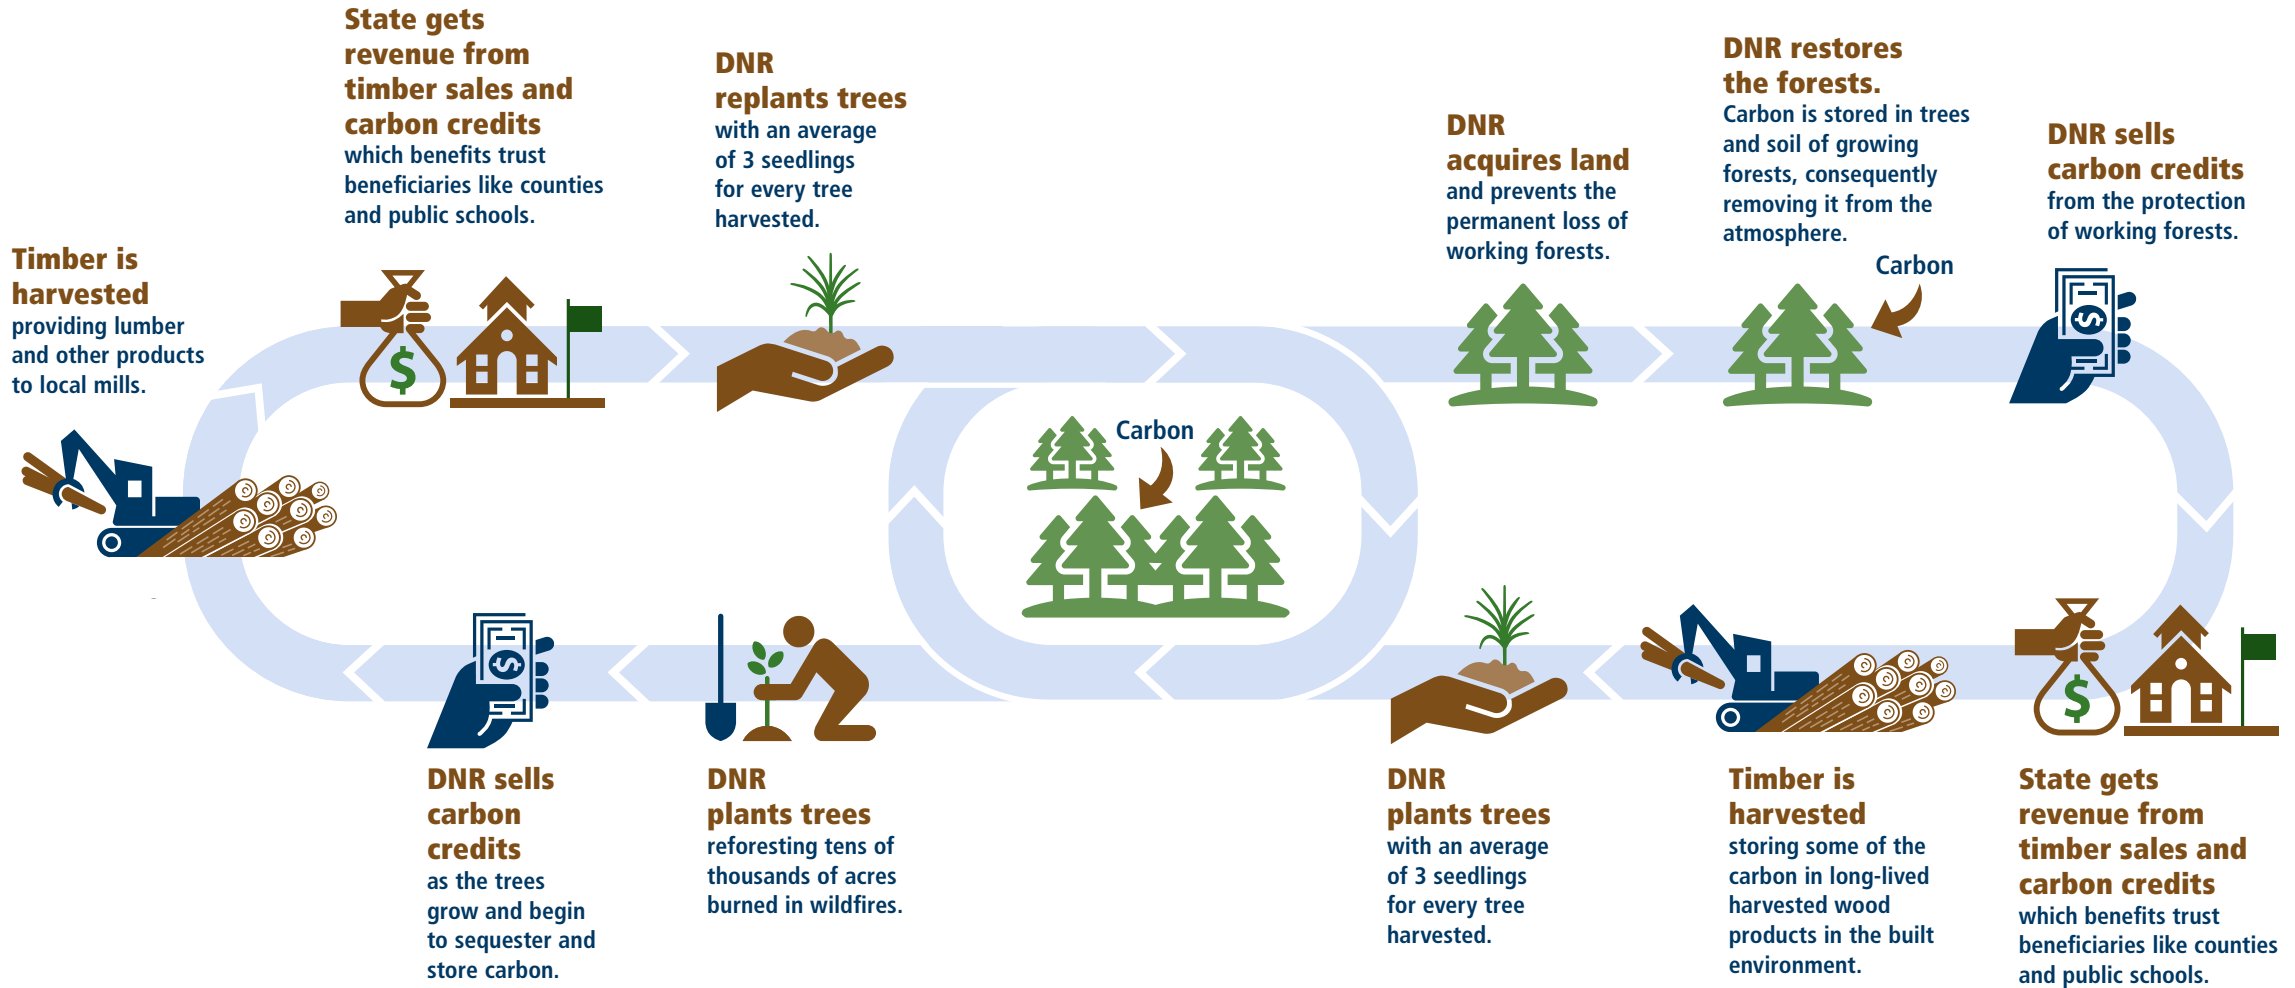 State gets
revenue from
timber sales and
carbon credits
which benefits trust
beneficiaries like counties
and public schools.
DNR
replants trees
with an average
of 3 seedlings
for every tree
harvested.
DNR
acquires land
and prevents the
permanent loss of
working forests.
DNR restores
the forests.
Carbon is stored in trees
and soil of growing
forests, consequently
removing it from the
atmosphere.
Carbon
DNR sells
carbon credits
from the protection
of working forests.
Timber is
harvested
providing lumber
and other products
to local mills.
$
$
Carbon
$
$
DNR sells
carbon
credits
as the trees
grow and begin
to sequester and
store carbon.
DNR
plants trees
reforesting tens of
thousands of acres
burned in wildfires.
DNR
plants trees
with an average
of 3 seedlings
for every tree
harvested.
Timber is
harvested
storing some of the
carbon in long-lived
harvested wood
products in the built
environment.
State gets
revenue from
timber sales and
carbon credits
which benefits trust
beneficiaries like counties
and public schools.